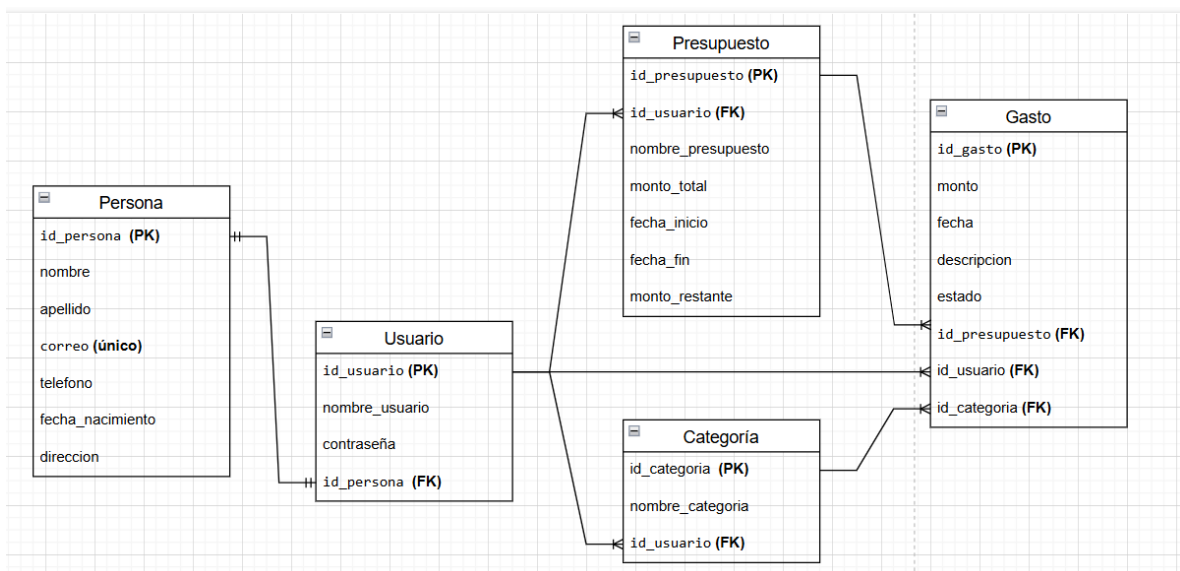 Persona
id_persona (PK)
nombre
apellido
correo (único)
telefono
fecha_nacimiento
direccion
Usuario
id_usuario (PK)
nombre_usuario
contraseña
id_persona (FK)
Presupuesto
id_presupuesto (PK)
id_usuario (FK)
nombre_presupuesto
monto_total
fecha_inicio
fecha_fin
monto_restante
Categoría
id_categoria (PK)
nombre_categoria
id_usuario (FK)
Gasto
id_gasto (PK)
monto
fecha
descripcion
estado
id_presupuesto (FK)
id_usuario (FK)
id_categoria (FK)